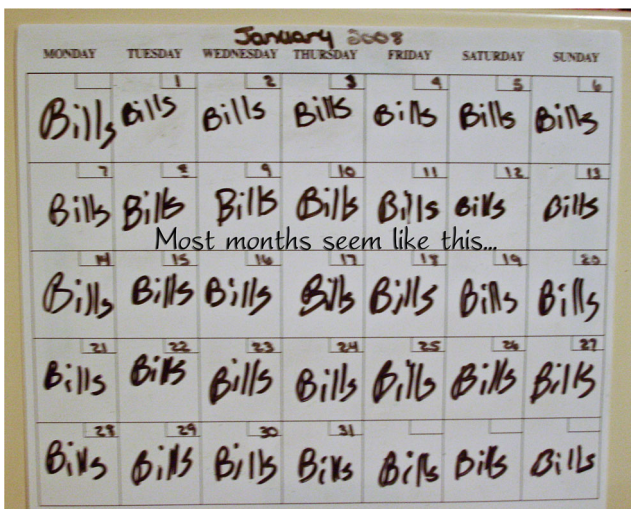 January 2008
MONDAY TUESDAY WEDNESDAY THURSDAY FRIDAY SATURDAY SUNDAY
1 2 3 4 5 6
Bills Bills Bills Bills Bills Bills Bills
7 8 9 10 11 12 13
Bills Bills Bills Bills Bills Bills Bills
Most months seem like this...
14 15 16 17 18 19 20
Bills Bills Bills Bills Bills Bills Bills
21 22 23 24 25 26 27
Bills Bills Bills Bills Bills Bills Bills
28 29 30 31
Bills Bills Bills Bills Bills Bills Bills